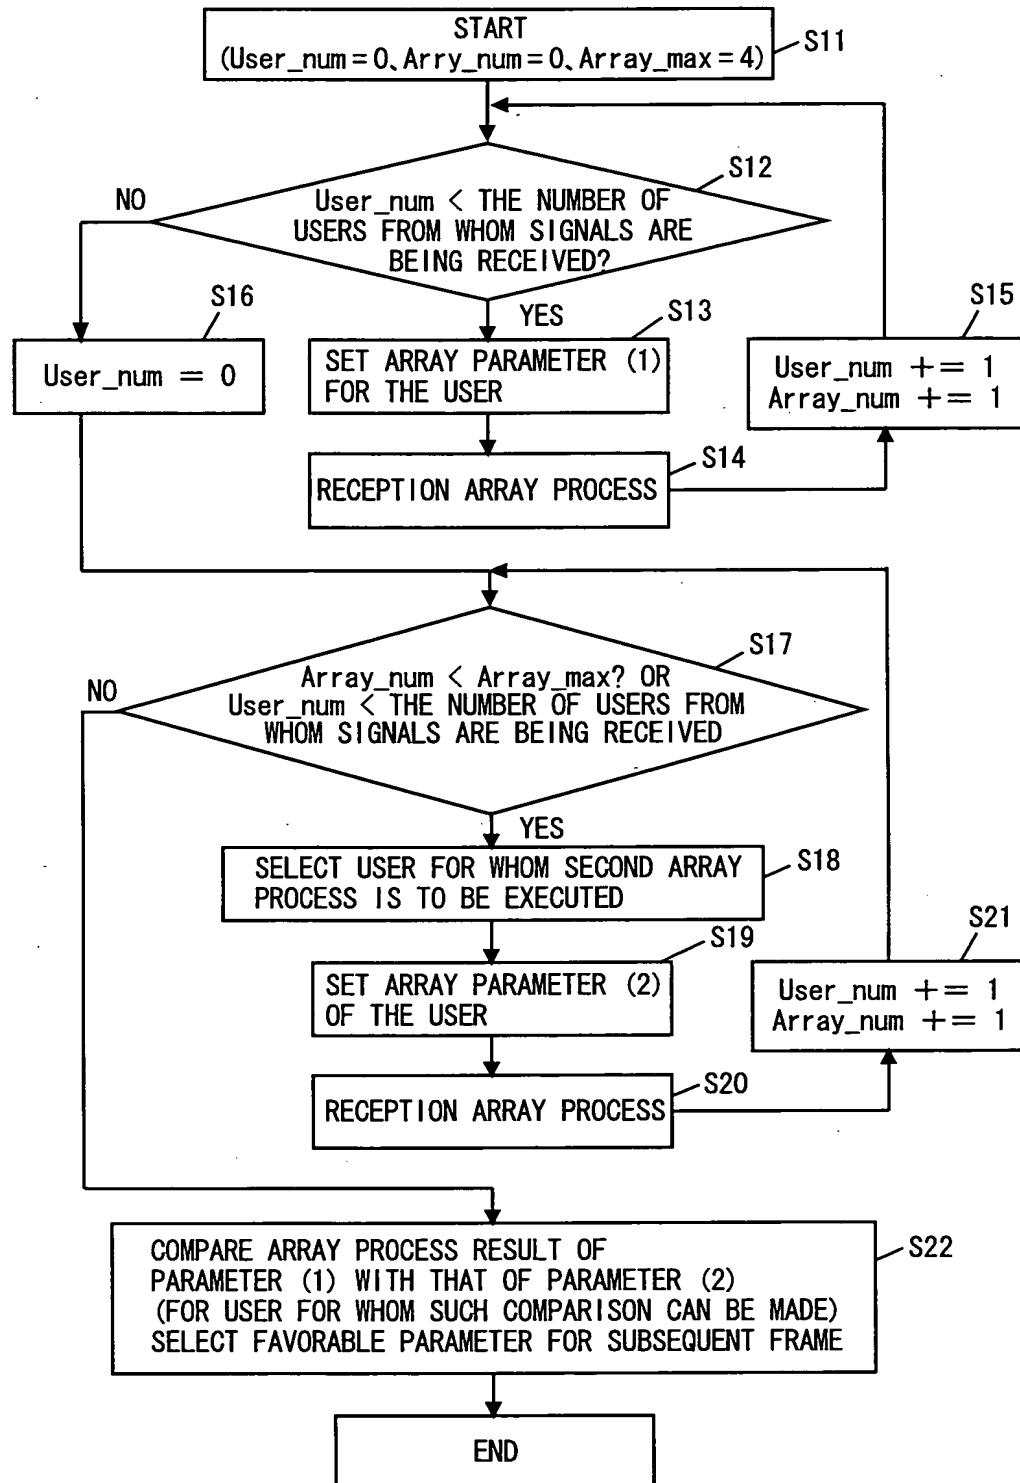 START
(User_num=0、Arry_num=0、Array_max=4)
S11
S12
NO
User_num < THE NUMBER OF
USERS FROM WHOM SIGNALS ARE
BEING RECEIVED?
YES
S16
User_num = 0
S13
SET ARRAY PARAMETER (1)
FOR THE USER
S15
User_num += 1
Array_num += 1
S14
RECEPTION ARRAY PROCESS
S17
NO
Array_num < Array_max? OR
User_num < THE NUMBER OF USERS FROM
WHOM SIGNALS ARE BEING RECEIVED
YES
SELECT USER FOR WHOM SECOND ARRAY
PROCESS IS TO BE EXECUTED
S18
S19
SET ARRAY PARAMETER (2)
OF THE USER
S21
User_num += 1
Array_num += 1
S20
RECEPTION ARRAY PROCESS
COMPARE ARRAY PROCESS RESULT OF
PARAMETER (1) WITH THAT OF PARAMETER (2)
(FOR USER FOR WHOM SUCH COMPARISON CAN BE MADE)
SELECT FAVORABLE PARAMETER FOR SUBSEQUENT FRAME
S22
END